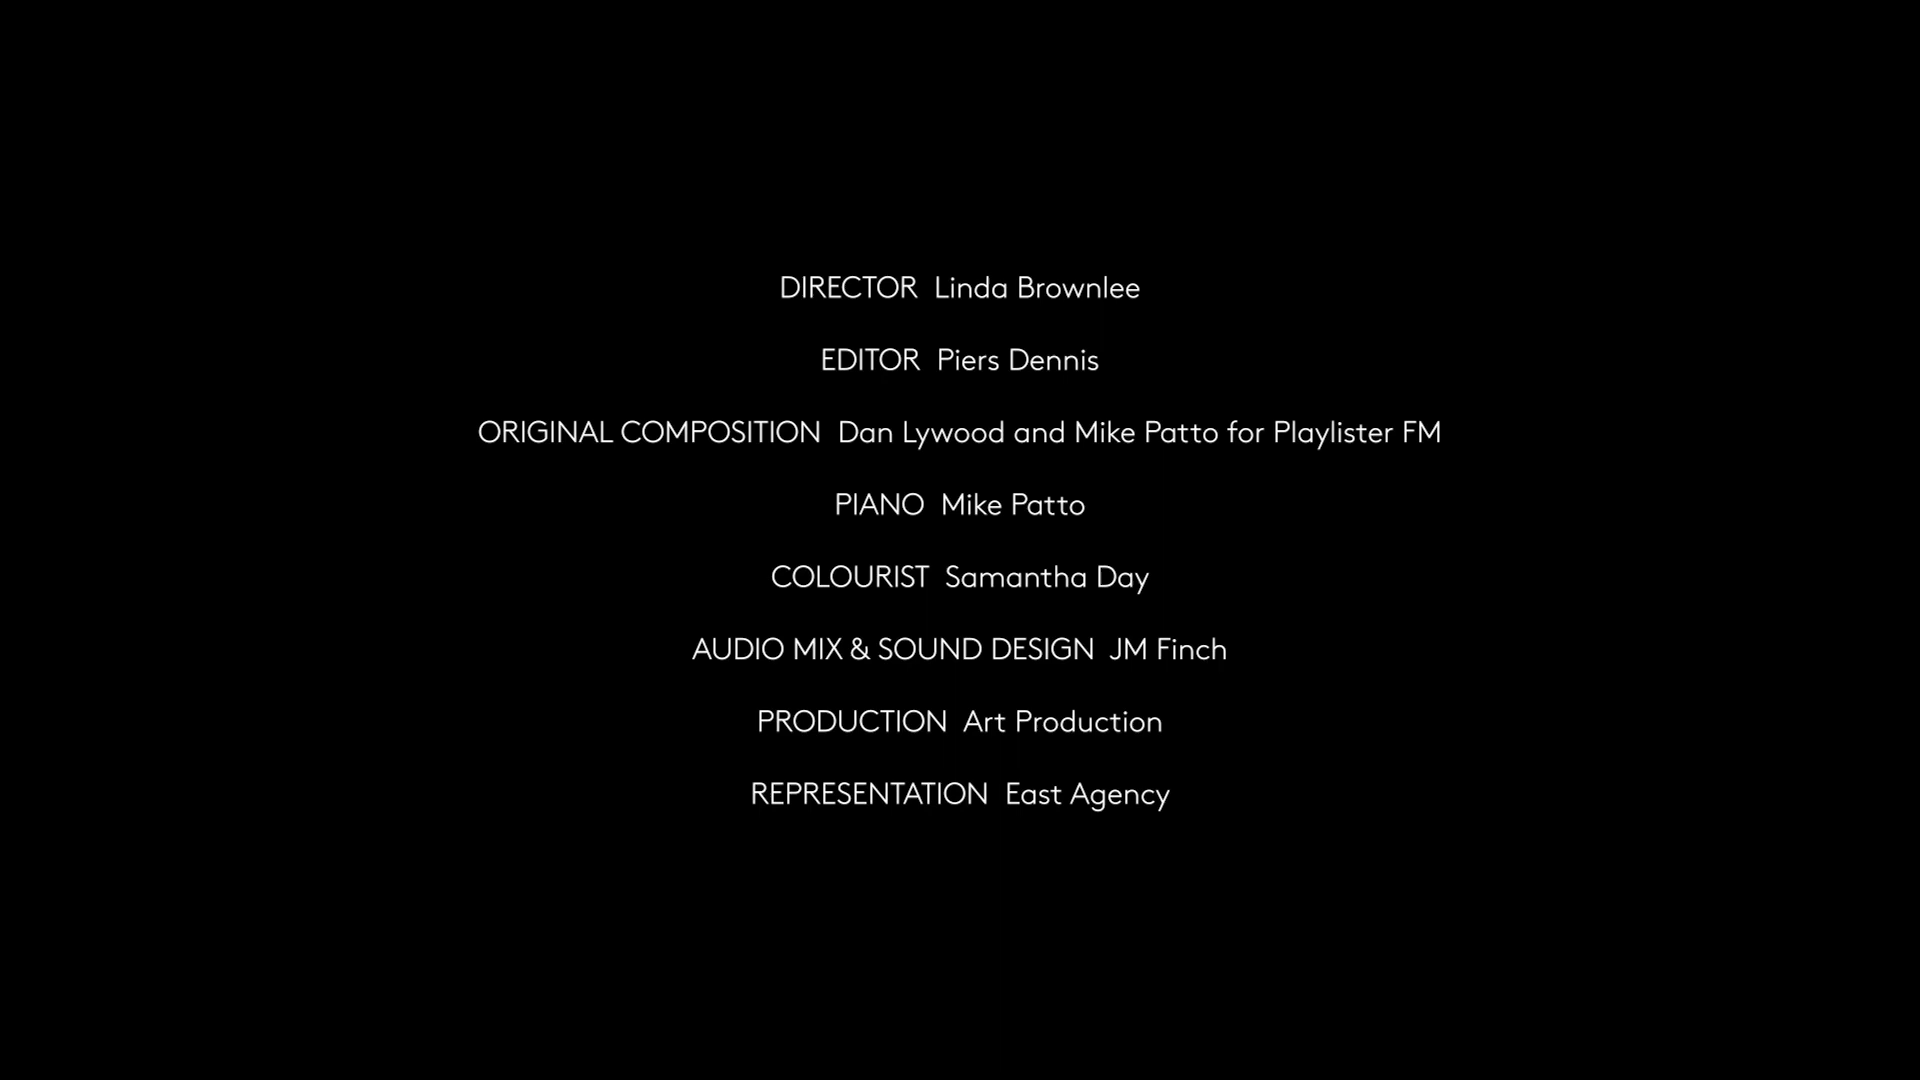 DIRECTOR Linda Brownlee
EDITOR Piers Dennis
ORIGINAL COMPOSITION Dan Lywood and Mike Patto for Playlister FM
PIANO Mike Patto
COLOURIST Samantha Day
AUDIO MIX & SOUND DESIGN JM Finch
PRODUCTION Art Production
REPRESENTATION East Agency